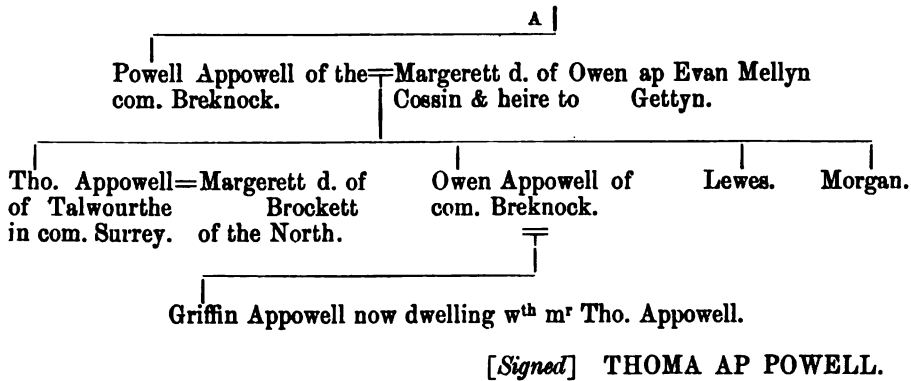 A
Powell Appowell of the=Margerett d. of Owen ap Evan Mellyn
com. Breknock. Cossin & heire to Gettyn.
Tho. Appowell=Margerett d. of Owen Appowell of Lewes. Morgan.
of Talwourthe Brockett com. Breknock.
in com. Surrey. of the North.
Griffin Appowell now dwelling wth mr Tho. Appowell.
[Signed] THOMA AP POWELL.